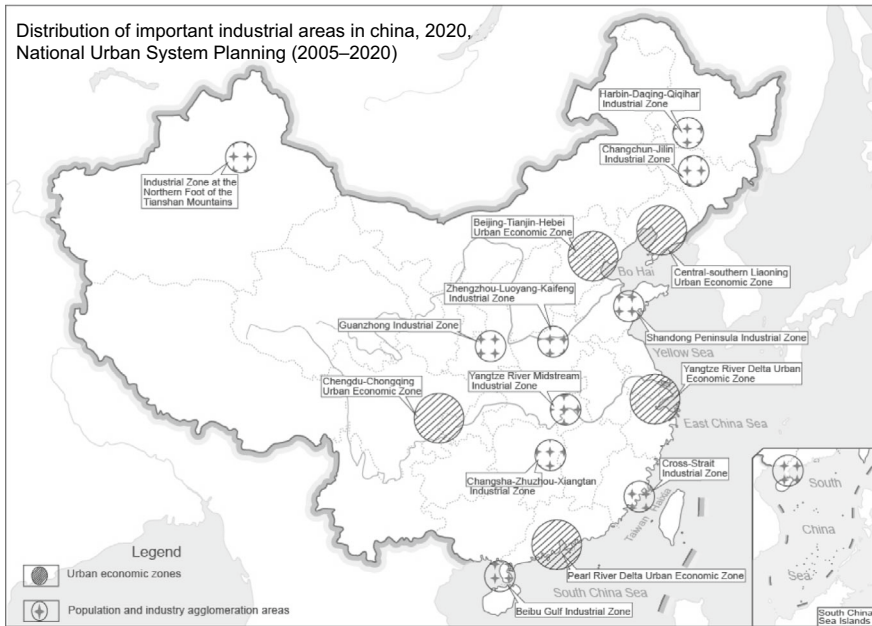 Distribution of important industrial areas in china, 2020,
National Urban System Planning (2005–2020)
Harbin-Daqing-Qiqihar
Industrial Zone
Changchun-Jilin
Industrial Zone
Industrial Zone at the
Northern Foot of the
Tianshan Mountains
Beijing-Tianjin-Hebei
Urban Economic Zone
Bo Hai
Central-southern Liaoning
Urban Economic Zone
Zhengzhou-Luoyang-Kaifeng
Industrial Zone
Guanzhong Industrial Zone
Shandong Peninsula Industrial Zone
Yellow Sea
Chengdu-Chongqing
Urban Economic Zone
Yangtze River Midstream
Industrial Zone
Yangtze River Delta Urban
Economic Zone
East China Sea
Changsha-Zhuzhou-Xiangtan
Industrial Zone
Cross-Strait
Industrial Zone
Taiwan Haixia
Pearl River Delta Urban Economic Zone
South China Sea
Beibu Gulf Industrial Zone
Legend
Urban economic zones
Population and industry agglomeration areas
South
China
Sea
South China
Sea Islands